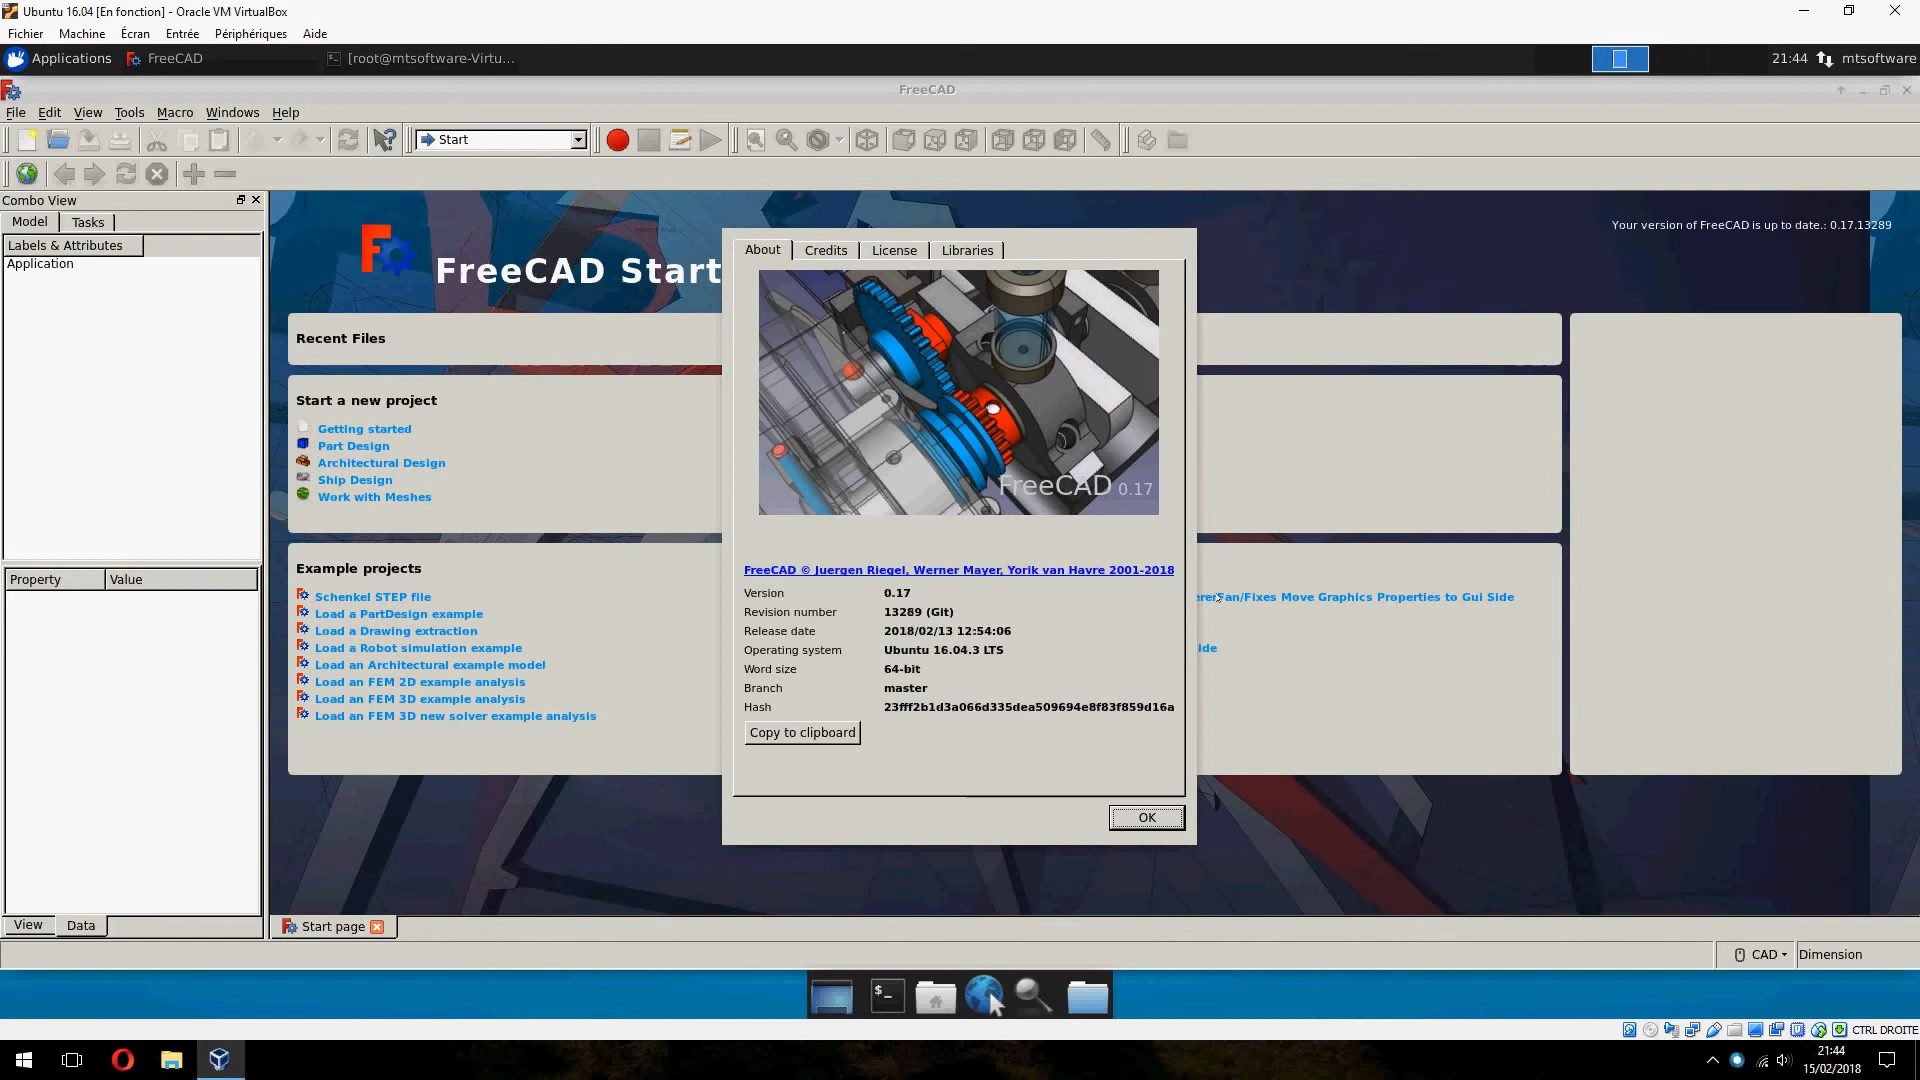 Ubuntu 16.04 [En fonction] - Oracle VM VirtualBox
Fichier Machine Écran Entrée Périphériques Aide
Applications FreeCAD [root@mtsoftware-Virtu... 21:44 mtsoftware
FreeCAD
File Edit View Tools Macro Windows Help
Start
Combo View
Model Tasks
Labels & Attributes
Application
Property Value
View Data
Your version of FreeCAD is up to date.: 0.17.13289
FreeCAD Start
Recent Files
Start a new project
Getting started
Part Design
Architectural Design
Ship Design
Work with Meshes
Example projects
Schenkel STEP file
Load a PartDesign example
Load a Drawing extraction
Load a Robot simulation example
Load an Architectural example model
Load an FEM 2D example analysis
Load an FEM 3D example analysis
Load an FEM 3D new solver example analysis
About Credits License Libraries
FreeCAD 0.17
FreeCAD © Juergen Riegel, Werner Mayer, Yorik van Havre 2001-2018
Version 0.17
Revision number 13289 (Git)
Release date 2018/02/13 12:54:06
Operating system Ubuntu 16.04.3 LTS
Word size 64-bit
Branch master
Hash 23fff2b1d3a066d335dea509694e8f83f859d16a
Copy to clipboard
OK
Move Graphics Properties to Gui Side
ide
Start page
CAD Dimension
CTRL DROITE
21:44
15/02/2018